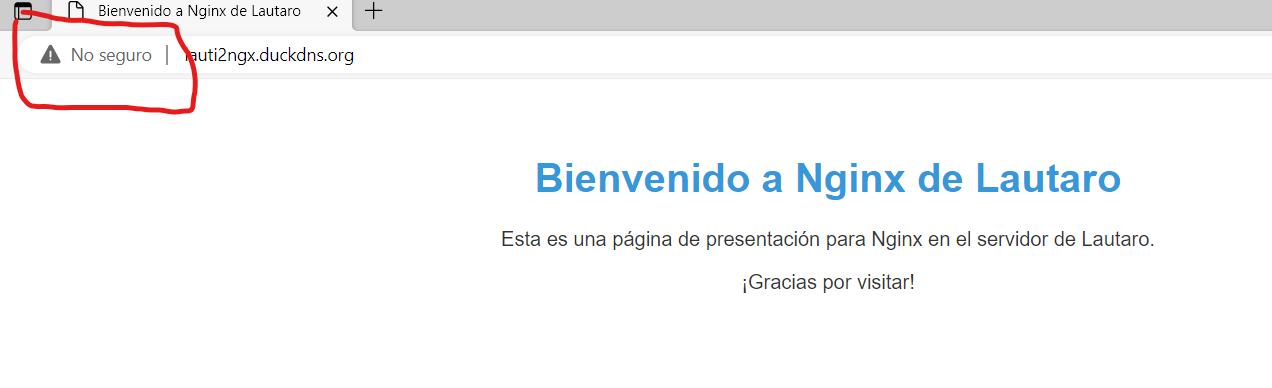 Bienvenido a Nginx de Lautaro
No seguro lauti2ngx.duckdns.org
Bienvenido a Nginx de Lautaro
Esta es una página de presentación para Nginx en el servidor de Lautaro.
¡Gracias por visitar!